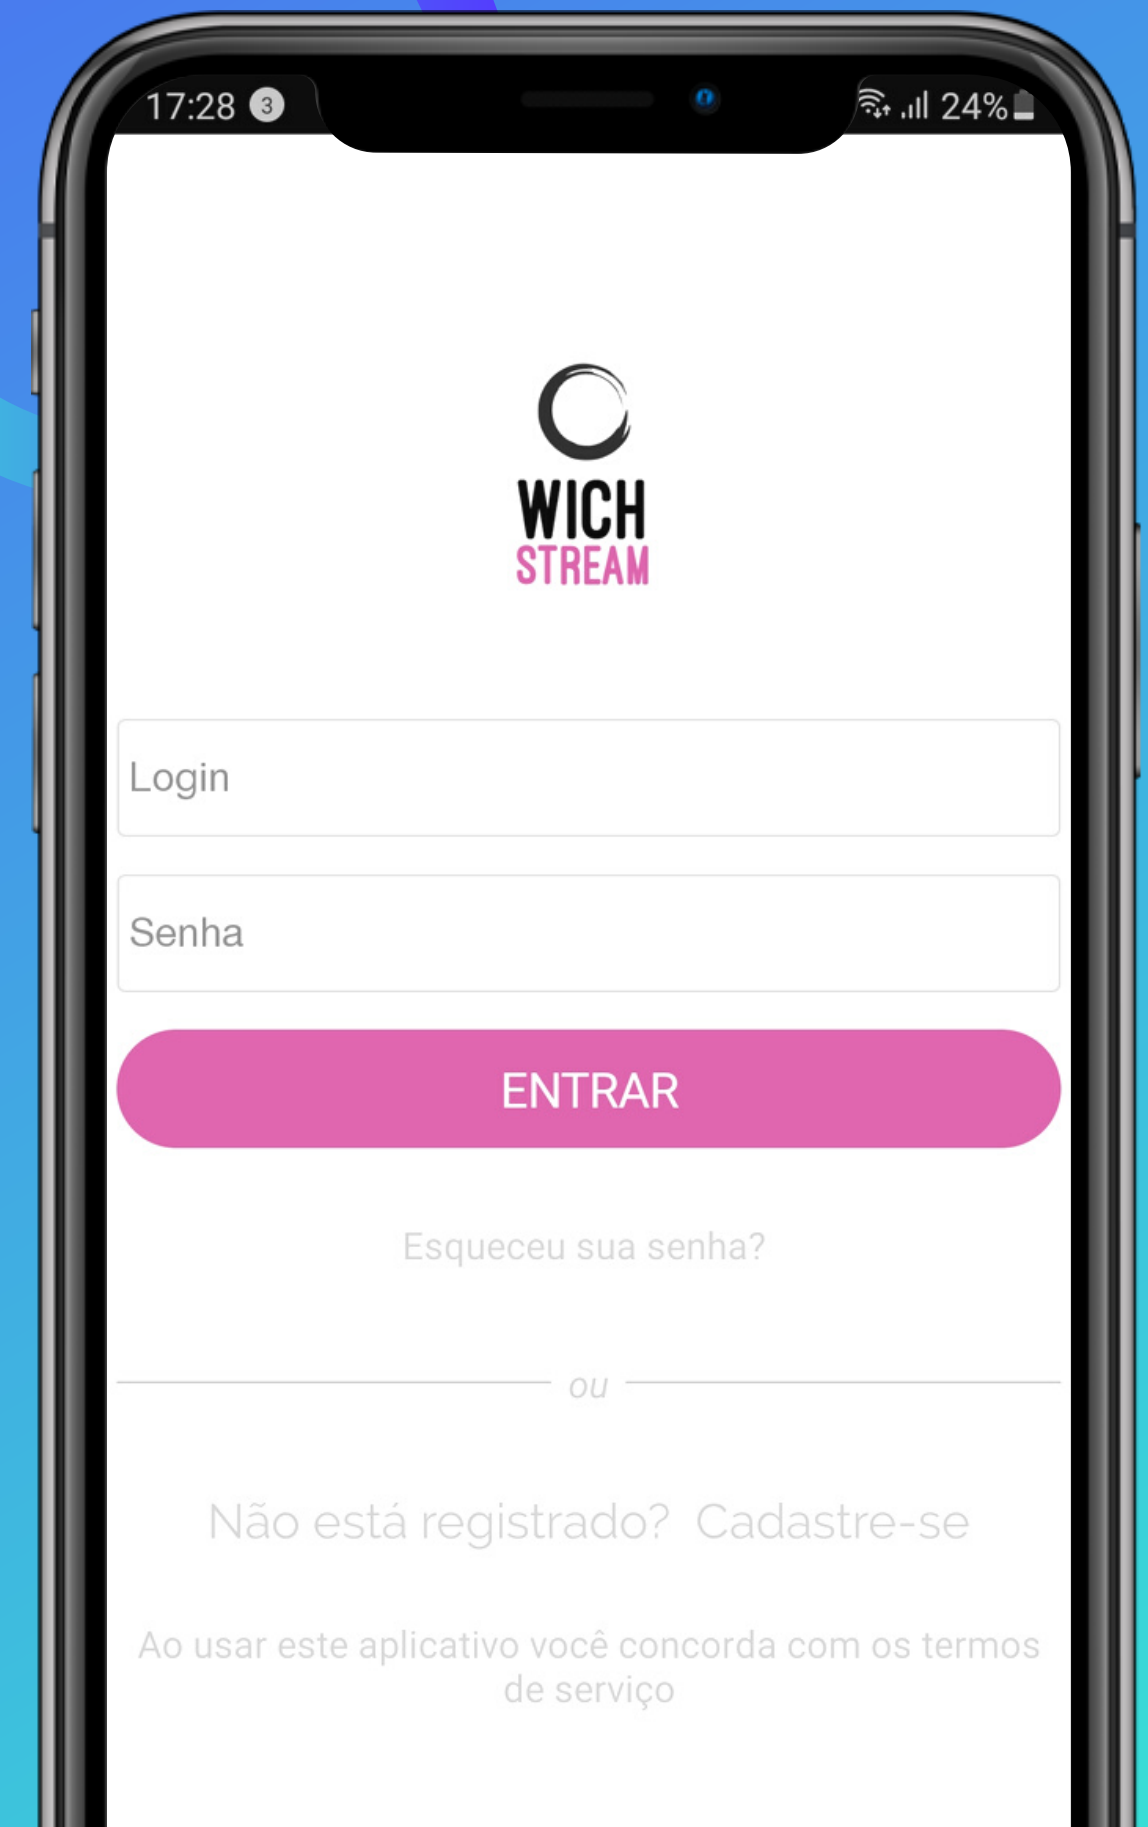 17:28 3 24%
WICH
STREAM
Login
Senha
ENTRAR
Esqueceu sua senha?
ou
Não está registrado? Cadastre-se
Ao usar este aplicativo você concorda com os termos
de serviço